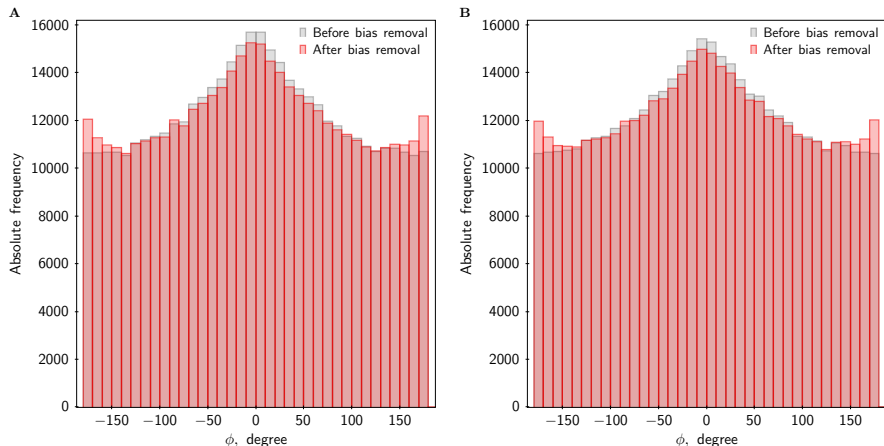 A
Before bias removal
After bias removal
16000
14000
12000
10000
8000
6000
4000
2000
0
Absolute frequency
−150 −100 −50 0 50 100 150
ϕ, degree
B
Before bias removal
After bias removal
16000
14000
12000
10000
8000
6000
4000
2000
0
Absolute frequency
−150 −100 −50 0 50 100 150
ϕ, degree